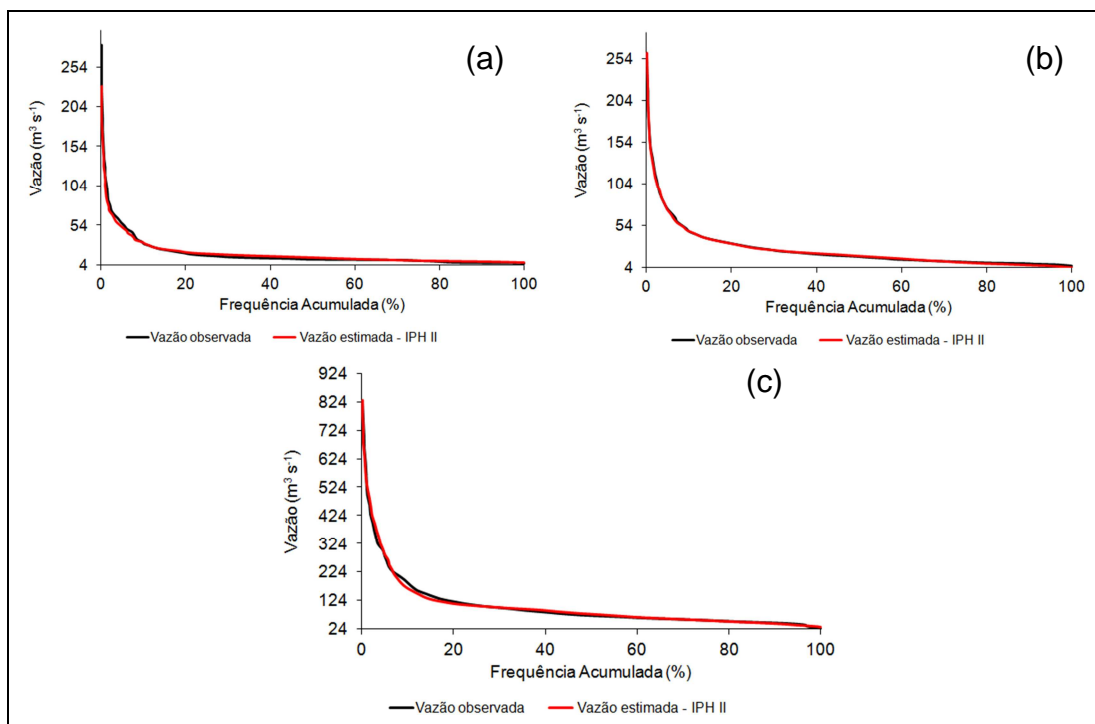 (a)
Vazão (m³ s⁻¹)
254
204
154
104
54
4
0 20 40 60 80 100
Frequência Acumulada (%)
Vazão observada Vazão estimada - IPH II
(b)
Vazão (m³ s⁻¹)
254
204
154
104
54
4
0 20 40 60 80 100
Frequência Acumulada (%)
Vazão observada Vazão estimada - IPH II
(c)
Vazão (m³ s⁻¹)
924
824
724
624
524
424
324
224
124
24
0 20 40 60 80 100
Frequência Acumulada (%)
Vazão observada Vazão estimada - IPH II